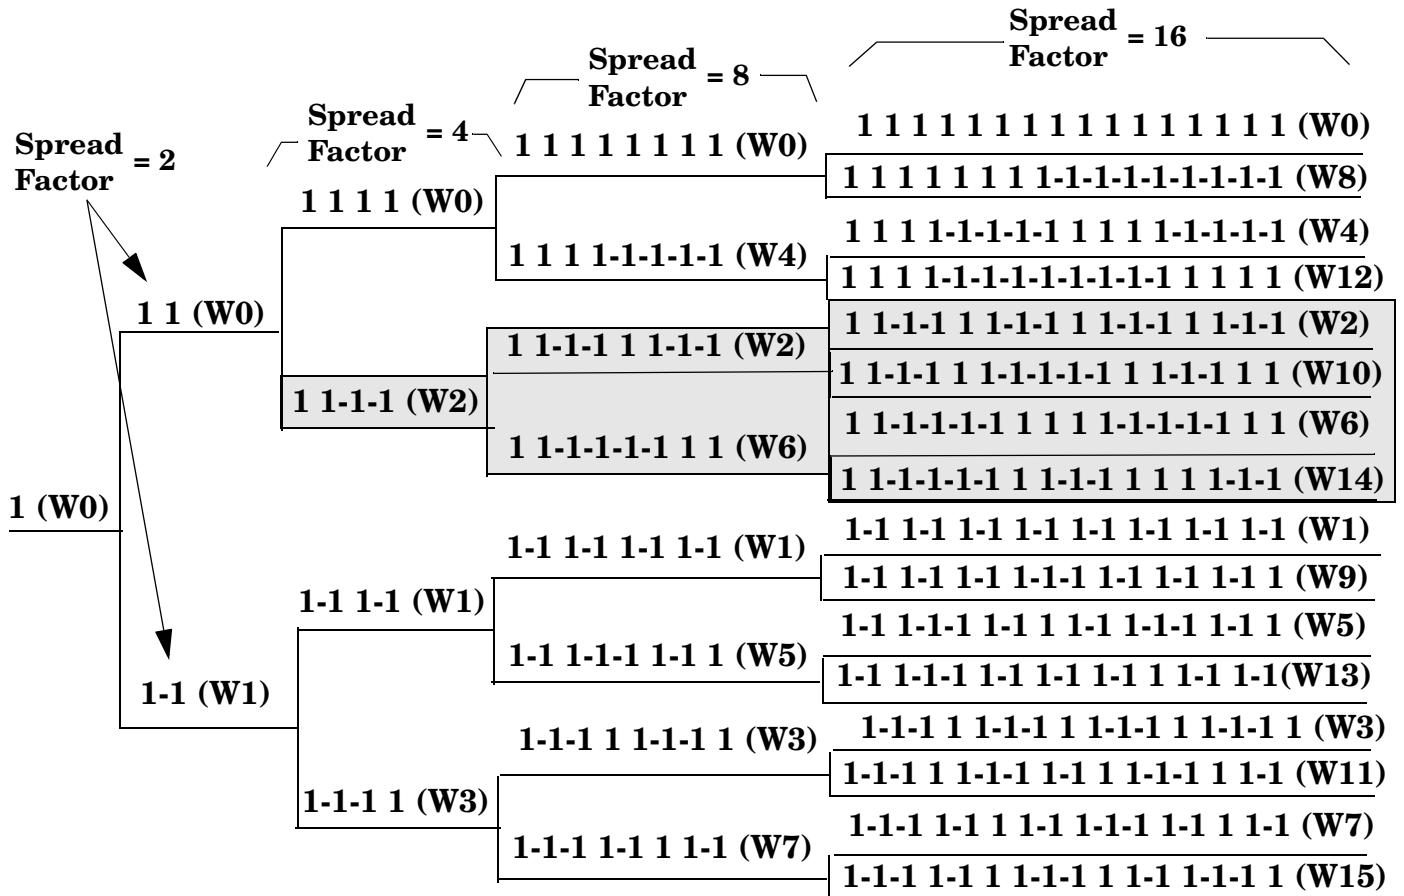 Spread
Factor = 2
Spread
Factor = 4
Spread
Factor = 8
Spread
Factor = 16
1 (W0)
1 1 (W0)
1-1 (W1)
1 1 1 1 (W0)
1 1-1-1 (W2)
1-1 1-1 (W1)
1-1-1 1 (W3)
1 1 1 1 1 1 1 1 (W0)
1 1 1 1-1-1-1-1 (W4)
1 1-1-1 1 1-1-1 (W2)
1 1-1-1-1-1 1 1 (W6)
1-1 1-1 1-1 1-1 (W1)
1-1 1-1-1 1-1 1 (W5)
1-1-1 1 1-1-1 1 (W3)
1-1-1 1-1 1 1-1 (W7)
1 1 1 1 1 1 1 1 1 1 1 1 1 1 1 1 (W0)
1 1 1 1 1 1 1 1-1-1-1-1-1-1-1-1 (W8)
1 1 1 1-1-1-1-1 1 1 1 1-1-1-1-1 (W4)
1 1 1 1-1-1-1-1-1-1-1-1 1 1 1 1 (W12)
1 1-1-1 1 1-1-1 1 1-1-1 1 1-1-1 (W2)
1 1-1-1 1 1-1-1-1-1 1 1-1-1 1 1 (W10)
1 1-1-1-1-1 1 1 1 1-1-1-1-1 1 1 (W6)
1 1-1-1-1-1 1 1-1-1 1 1 1 1-1-1 (W14)
1-1 1-1 1-1 1-1 1-1 1-1 1-1 1-1 (W1)
1-1 1-1 1-1 1-1-1 1-1 1-1 1-1 1 (W9)
1-1 1-1-1 1-1 1 1-1 1-1-1 1-1 1 (W5)
1-1 1-1-1 1-1 1-1 1-1 1 1-1 1-1(W13)
1-1-1 1 1-1-1 1 1-1-1 1 1-1-1 1 (W3)
1-1-1 1 1-1-1 1-1 1 1-1-1 1 1-1 (W11)
1-1-1 1-1 1 1-1 1-1-1 1-1 1 1-1 (W7)
1-1-1 1-1 1 1-1-1 1 1-1 1-1-1 1 (W15)